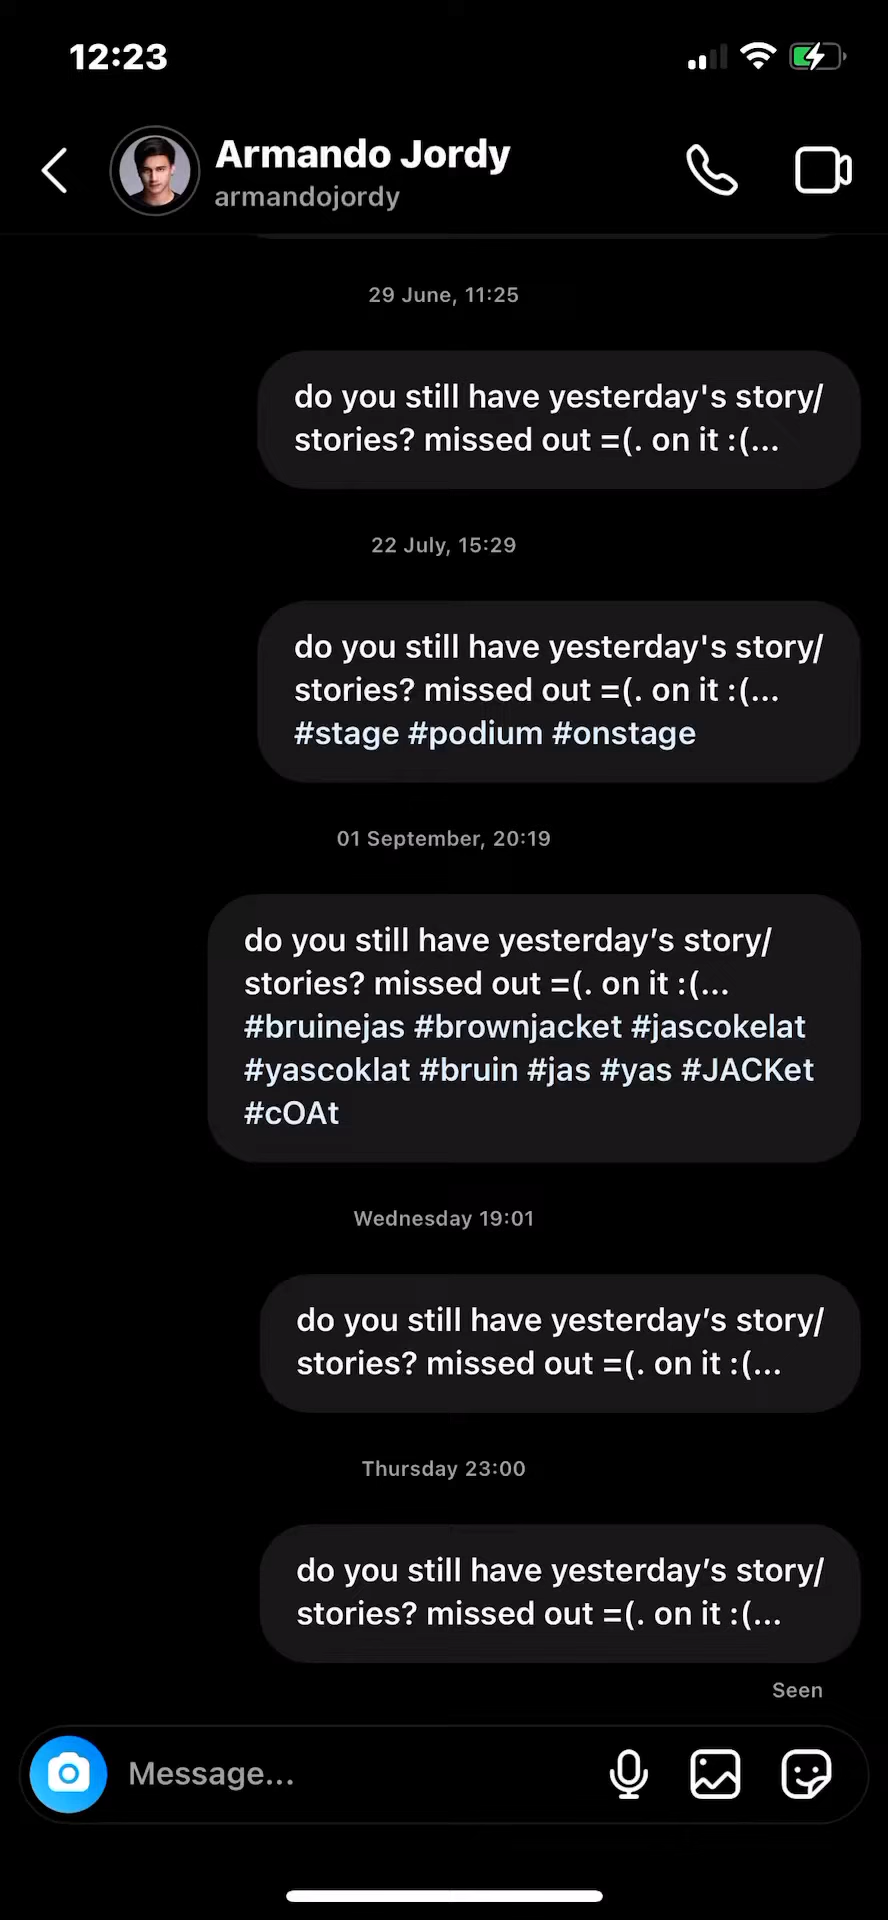 12:23
Armando Jordy
armandojordy
29 June, 11:25
do you still have yesterday's story/
stories? missed out =(. on it :(...
22 July, 15:29
do you still have yesterday's story/
stories? missed out =(. on it :(...
#stage #podium #onstage
01 September, 20:19
do you still have yesterday’s story/
stories? missed out =(. on it :(...
#bruinejas #brownjacket #jascokelat
#yascoklat #bruin #jas #yas #JACKet
#cOAt
Wednesday 19:01
do you still have yesterday’s story/
stories? missed out =(. on it :(...
Thursday 23:00
do you still have yesterday’s story/
stories? missed out =(. on it :(...
Seen
Message...